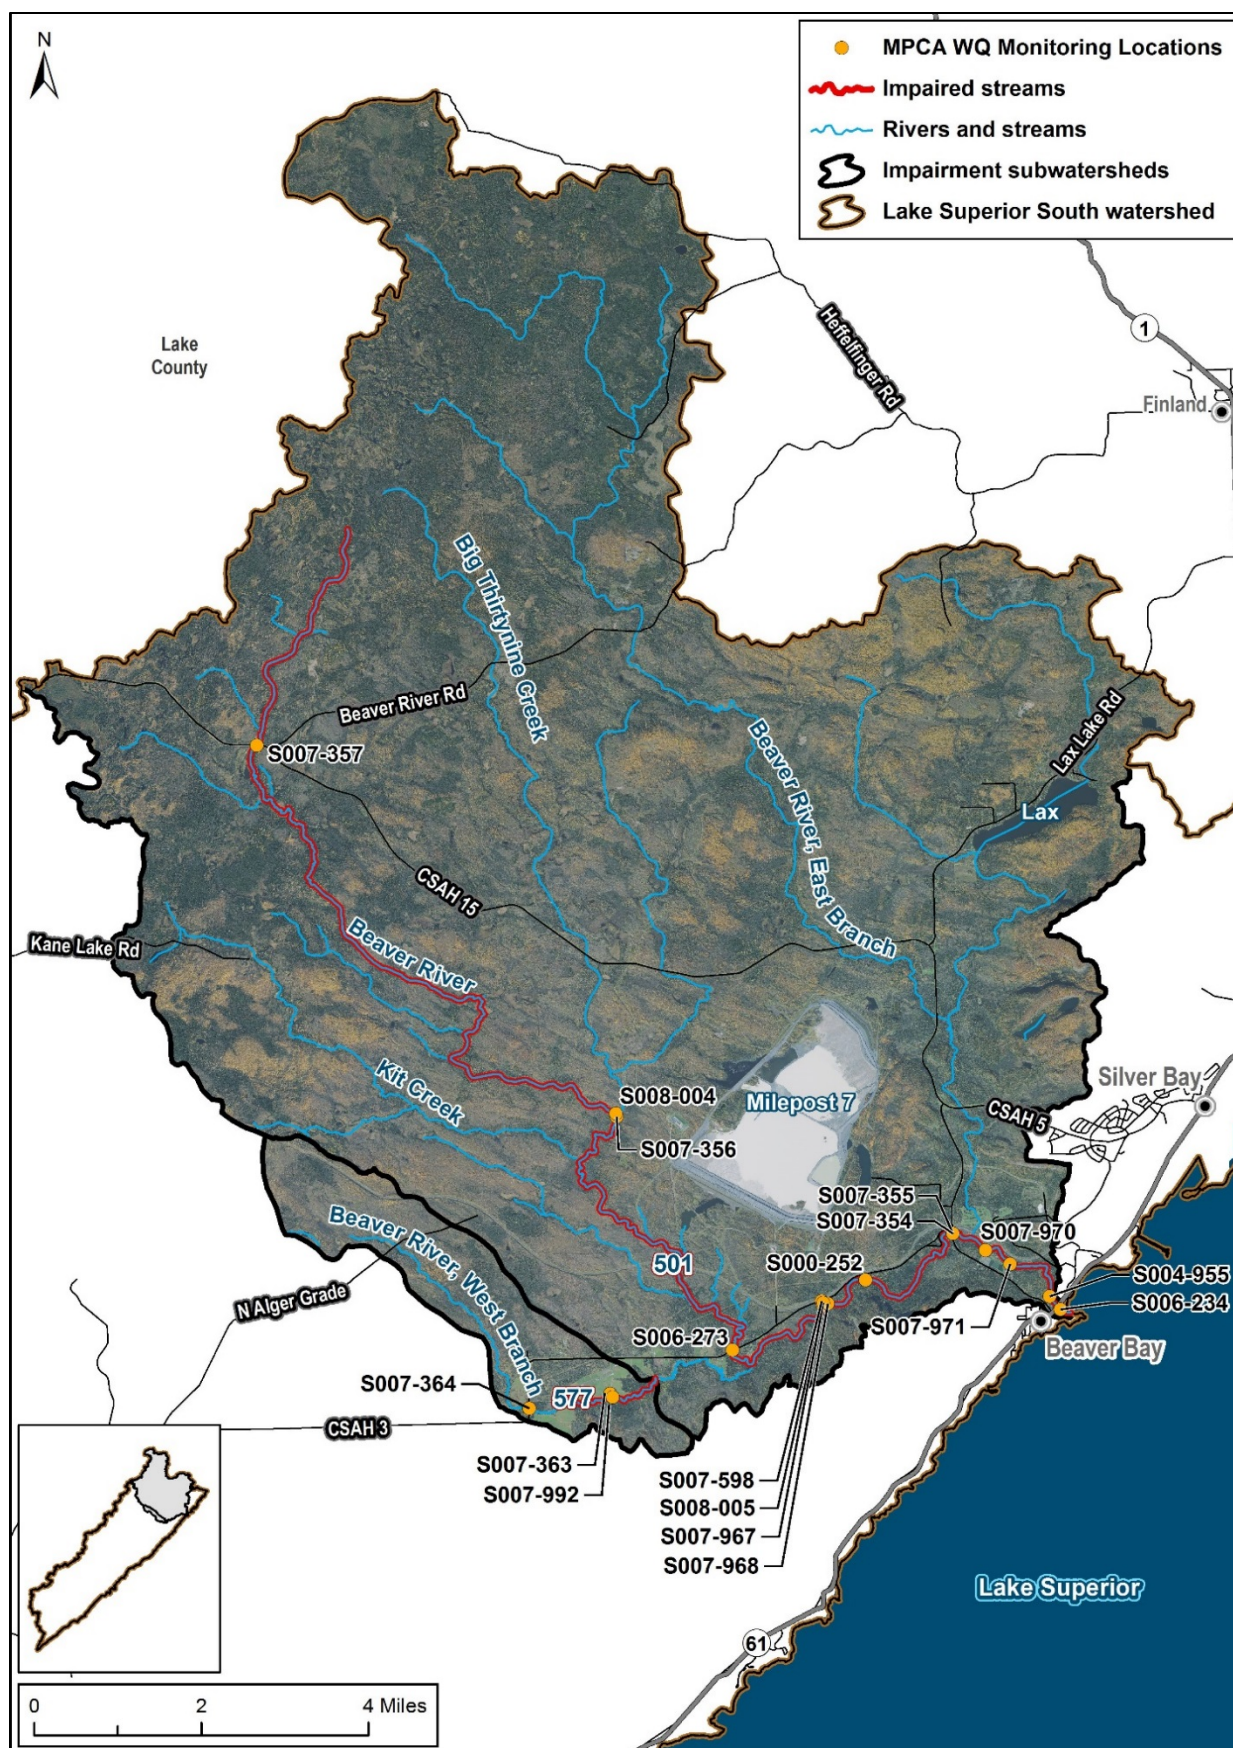 N
MPCA WQ Monitoring Locations
Impaired streams
Rivers and streams
Impairment subwatersheds
Lake Superior South watershed
Lake
County
Heffelfinger Rd
1
Finland
Big Thirtynine Creek
Beaver River Rd
S007-357
Beaver River, East Branch
Lax Lake Rd
Lax
CSAH 15
Kane Lake Rd
Beaver River
Kit Creek
S008-004
S007-356
Milepost 7
Silver Bay
CSAH 5
Beaver River, West Branch
N Alger Grade
501
S007-355
S007-354
S007-970
S000-252
S004-955
S006-234
S007-971
S006-273
Beaver Bay
S007-364
577
CSAH 3
S007-363
S007-992
S007-598
S008-005
S007-967
S007-968
Lake Superior
61
0 2 4 Miles